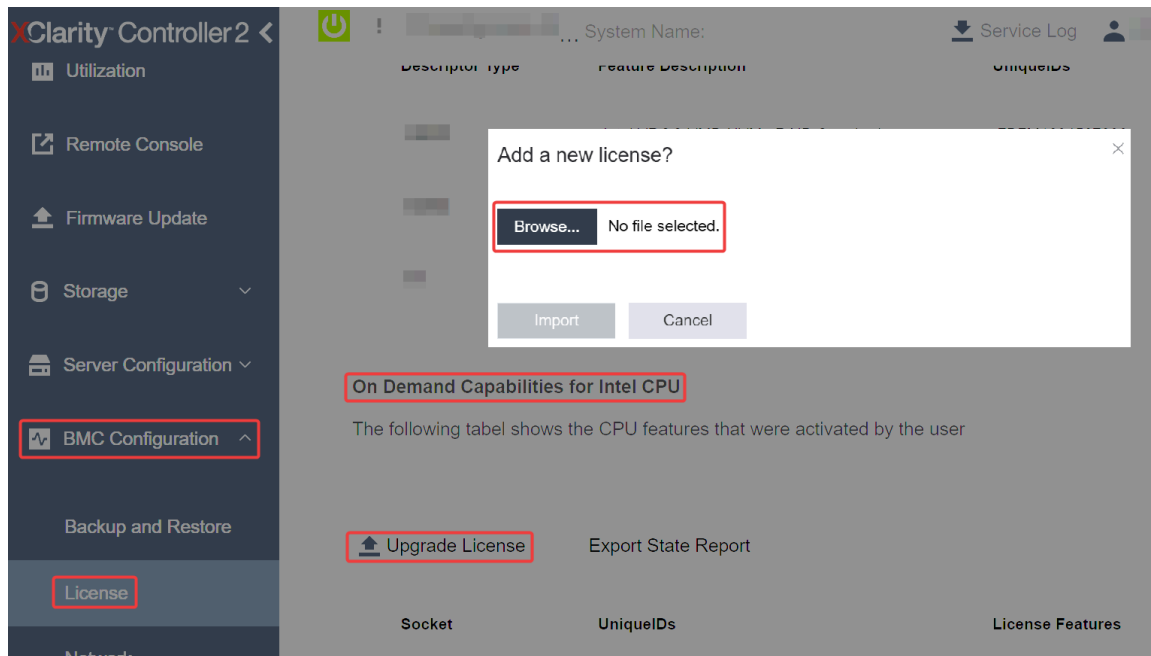 XClarity Controller 2
Utilization
Remote Console
Firmware Update
Storage
Server Configuration
BMC Configuration
Backup and Restore
License
Network
! ... System Name:
Service Log
Descriptor Type Feature Description UniqueIDs
Add a new license?
Browse... No file selected.
Import Cancel
On Demand Capabilities for Intel CPU
The following tabel shows the CPU features that were activated by the user
Upgrade License Export State Report
Socket UniqueIDs License Features